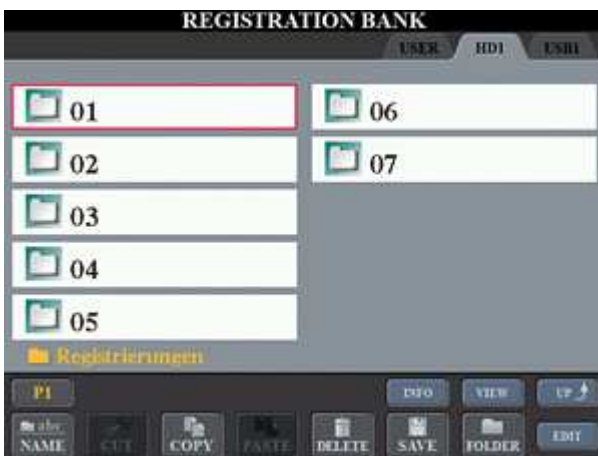 REGISTRATION BANK
USER HD1 USB1
01 06
02 07
03
04
05
Registrierungen
P1 INFO VIEW UP
abc
NAME CUT COPY PASTE DELETE SAVE FOLDER EDIT